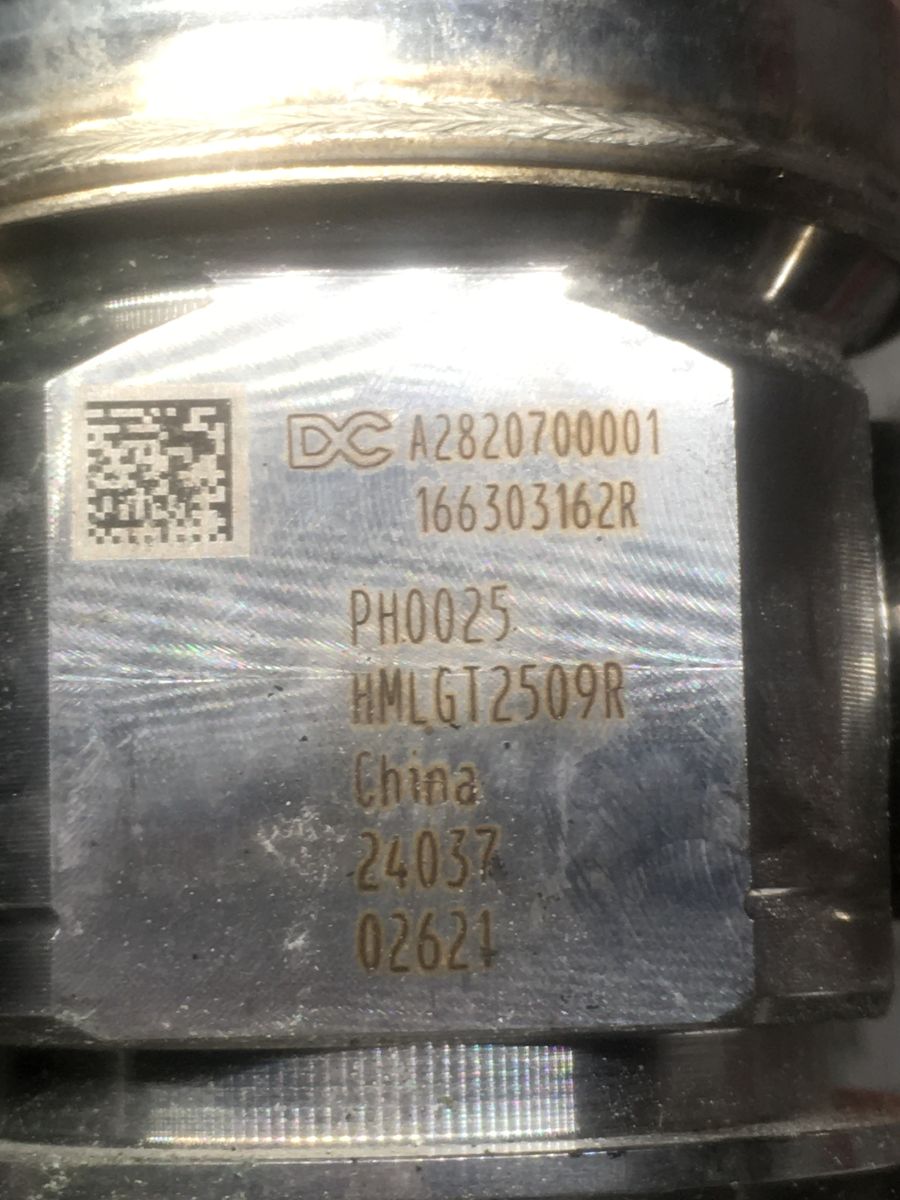 DC A2820700001
166303162R
PH0025
HMLGT2509R
China
24037
02621